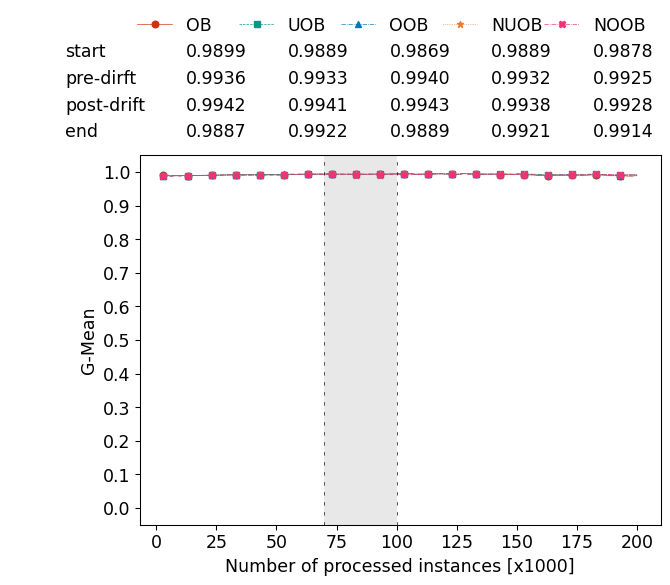 OB UOB OOB NUOB NOOB
start 0.9899 0.9889 0.9869 0.9889 0.9878
pre-dirft 0.9936 0.9933 0.9940 0.9932 0.9925
post-drift 0.9942 0.9941 0.9943 0.9938 0.9928
end 0.9887 0.9922 0.9889 0.9921 0.9914
1.0
0.9
0.8
0.7
0.6
0.5
0.4
0.3
0.2
0.1
0.0
G-Mean
0 25 50 75 100 125 150 175 200
Number of processed instances [x1000]